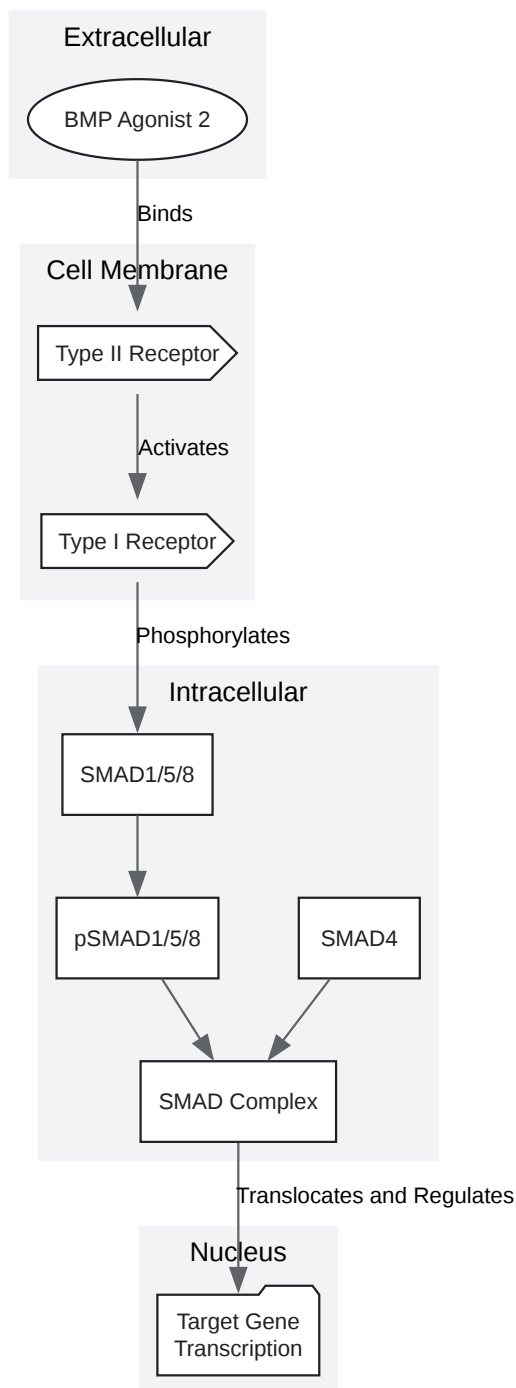 Extracellular
BMP Agonist 2
Binds
Cell Membrane
Type II Receptor
Activates
Type I Receptor
Phosphorylates
Intracellular
SMAD1/5/8
pSMAD1/5/8
SMAD4
SMAD Complex
Translocates and Regulates
Nucleus
Target Gene
Transcription